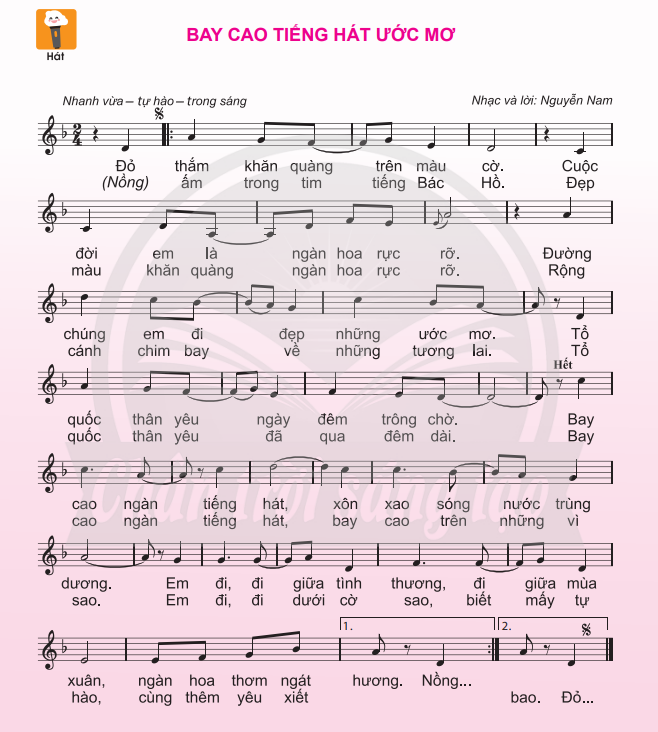 BAY CAO TIẾNG HÁT ƯỚC MƠ
Hát
Nhanh vừa – tự hào – trong sáng
Nhạc và lời: Nguyễn Nam
2
4
Đỏ thắm khăn quàng trên màu cờ. Cuộc
(Nồng) ấm trong tim tiếng Bác Hồ. Đẹp
đời em là ngàn hoa rực rỡ. Đường
màu khăn quàng ngàn hoa rực rỡ. Rộng
chúng em đi đẹp những ước mơ. Tổ
cánh chim bay về những tương lai. Tổ
Hết
quốc thân yêu ngày đêm trông chờ. Bay
quốc thân yêu đã qua đêm dài. Bay
cao ngàn tiếng hát, xôn xao sóng nước trùng
cao ngàn tiếng hát, bay cao trên những vì
Chân trời sáng tạo
dương. Em đi, đi giữa tình thương, đi giữa mùa
sao. Em đi, đi dưới cờ sao, biết mấy tự
1. 2.
xuân, ngàn hoa thơm ngát hương. Nồng...
hào, cùng thêm yêu xiết bao. Đỏ...